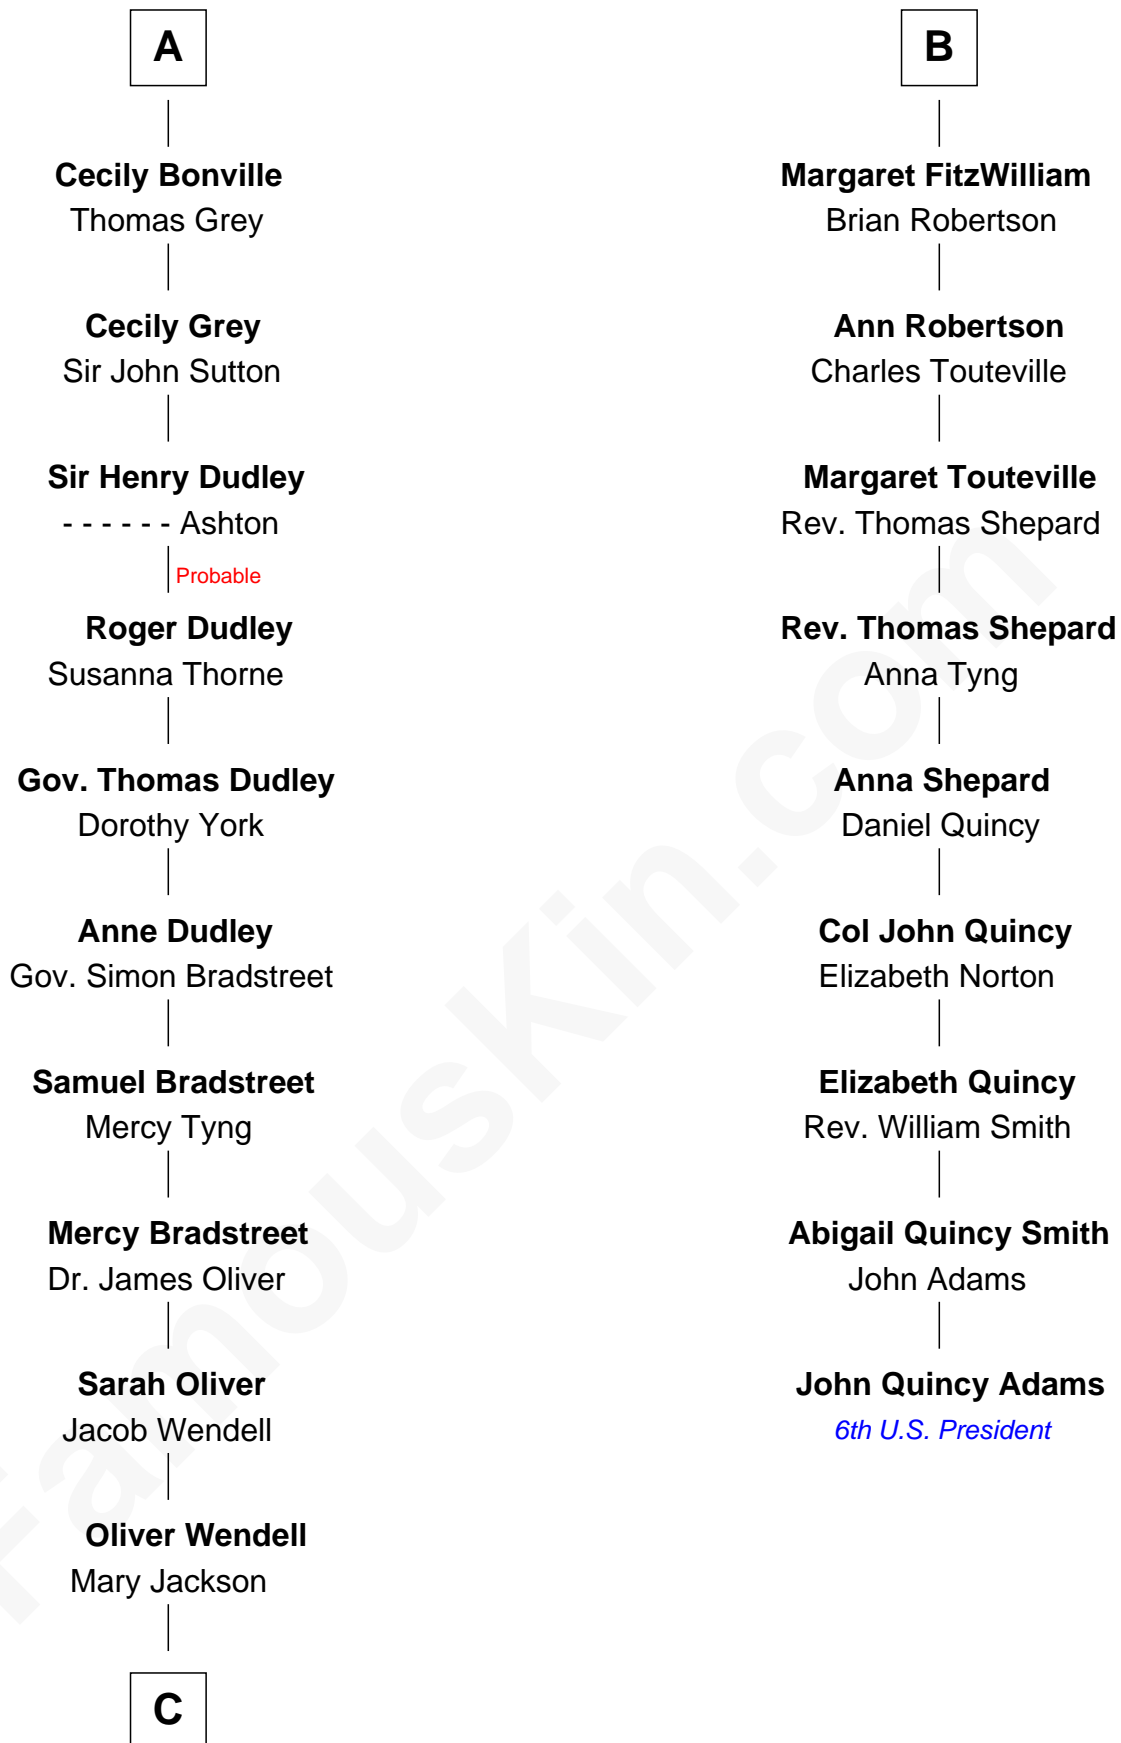 A
Cecily Bonville
Thomas Grey
Cecily Grey
Sir John Sutton
Sir Henry Dudley
- - - - - - Ashton
Probable
Roger Dudley
Susanna Thorne
Gov. Thomas Dudley
Dorothy York
Anne Dudley
Gov. Simon Bradstreet
Samuel Bradstreet
Mercy Tyng
Mercy Bradstreet
Dr. James Oliver
Sarah Oliver
Jacob Wendell
Oliver Wendell
Mary Jackson
C
B
Margaret FitzWilliam
Brian Robertson
Ann Robertson
Charles Touteville
Margaret Touteville
Rev. Thomas Shepard
Rev. Thomas Shepard
Anna Tyng
Anna Shepard
Daniel Quincy
Col John Quincy
Elizabeth Norton
Elizabeth Quincy
Rev. William Smith
Abigail Quincy Smith
John Adams
John Quincy Adams
6th U.S. President
FamousKin.com